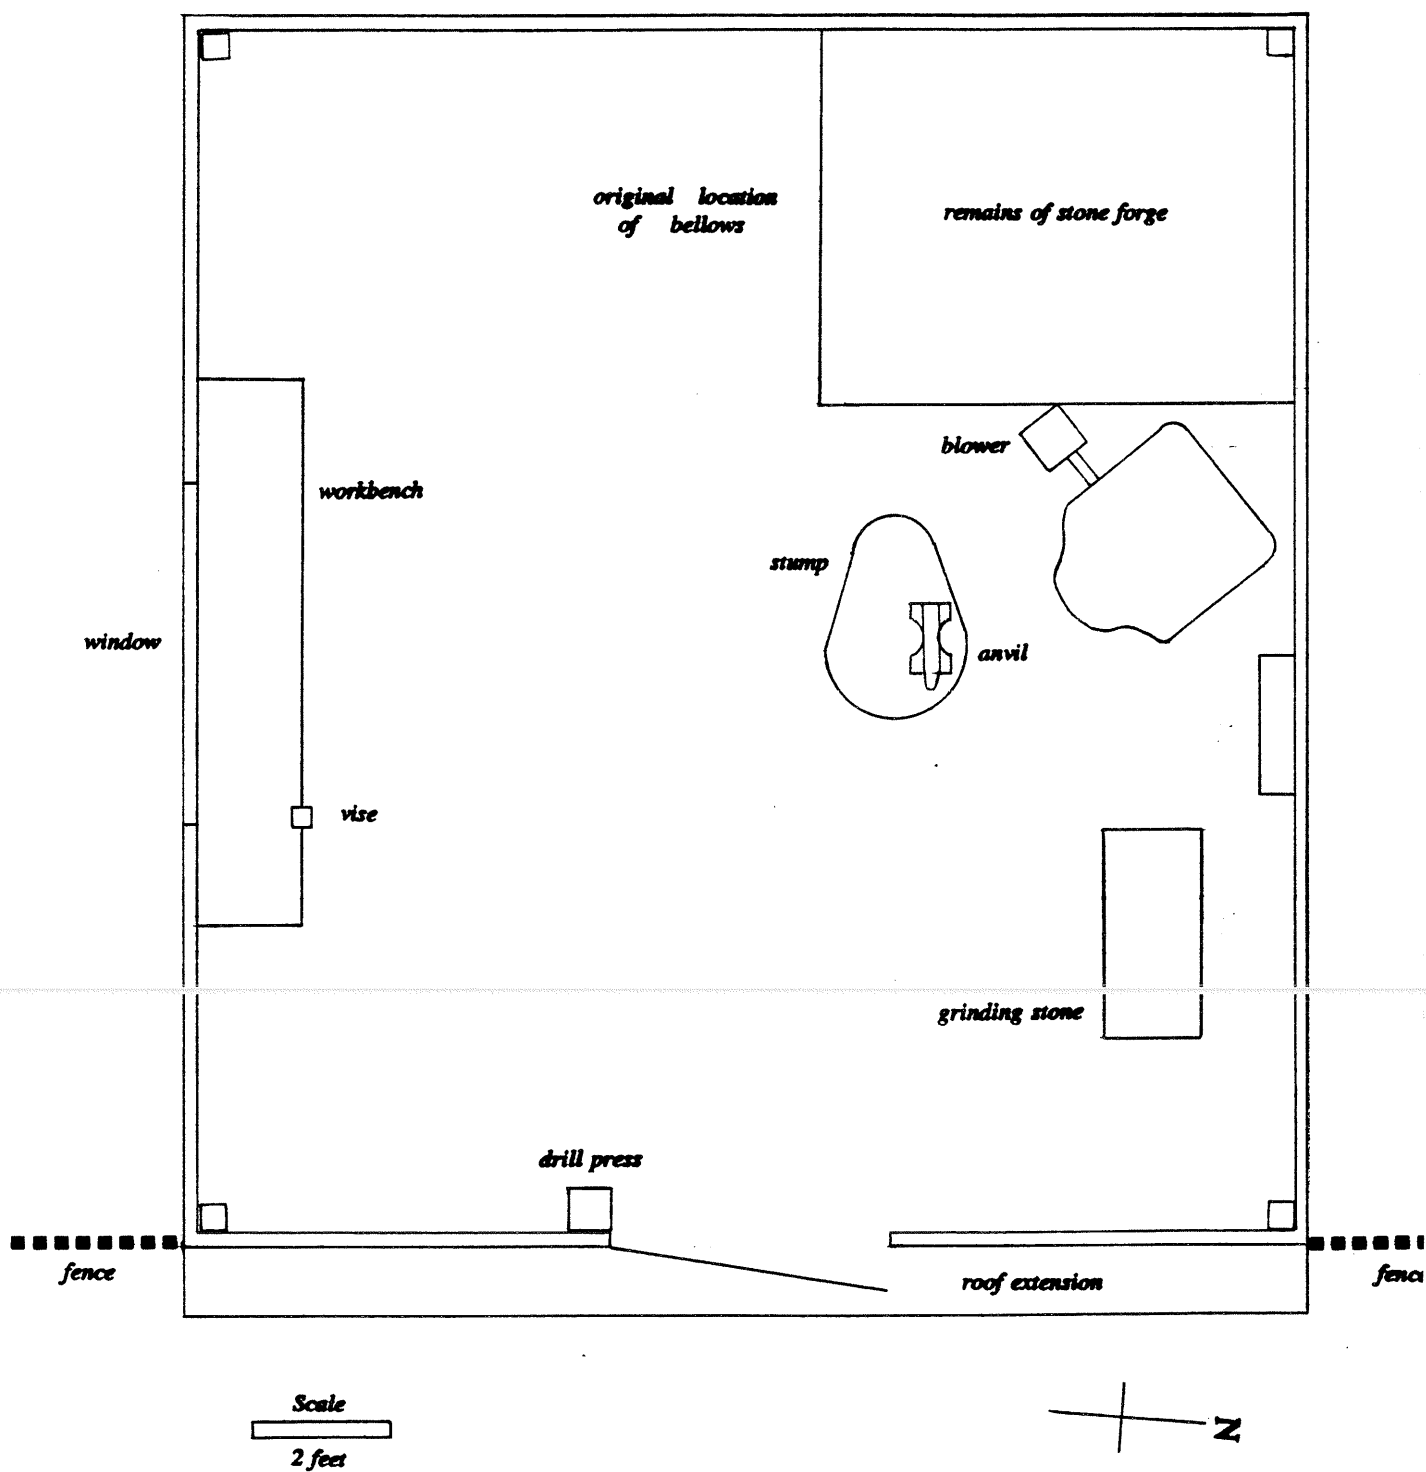 original location
of bellows
remains of stone forge
blower
workbench
stump
window
anvil
vise
grinding stone
drill press
fence
roof extension
fence
Scale
2 feet
N